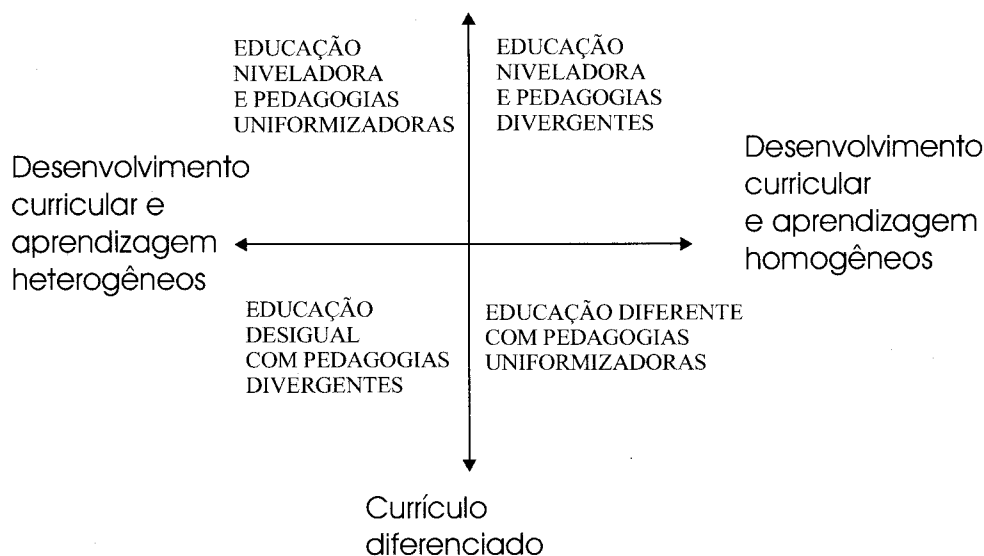 EDUCAÇÃO
NIVELADORA
E PEDAGOGIAS
UNIFORMIZADORAS
EDUCAÇÃO
NIVELADORA
E PEDAGOGIAS
DIVERGENTES
Desenvolvimento
curricular e
aprendizagem
heterogêneos
Desenvolvimento
curricular
e aprendizagem
homogêneos
EDUCAÇÃO
DESIGUAL
COM PEDAGOGIAS
DIVERGENTES
EDUCAÇÃO DIFERENTE
COM PEDAGOGIAS
UNIFORMIZADORAS
Currículo
diferenciado